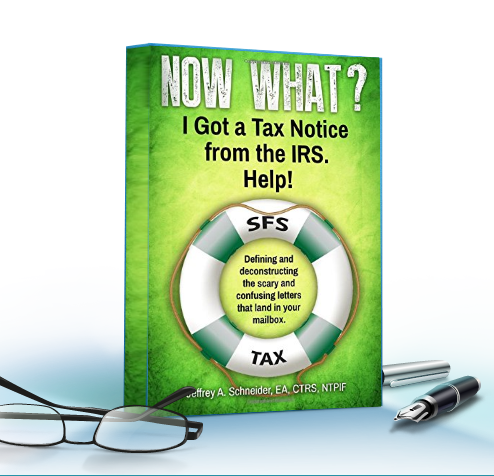 NOW WHAT?
I Got a Tax Notice
from the IRS.
Help!
SFS
Defining and
deconstructing
the scary and
confusing letters
that land in your
mailbox.
TAX
Jeffrey A. Schneider, EA, CTRS, NTPIF